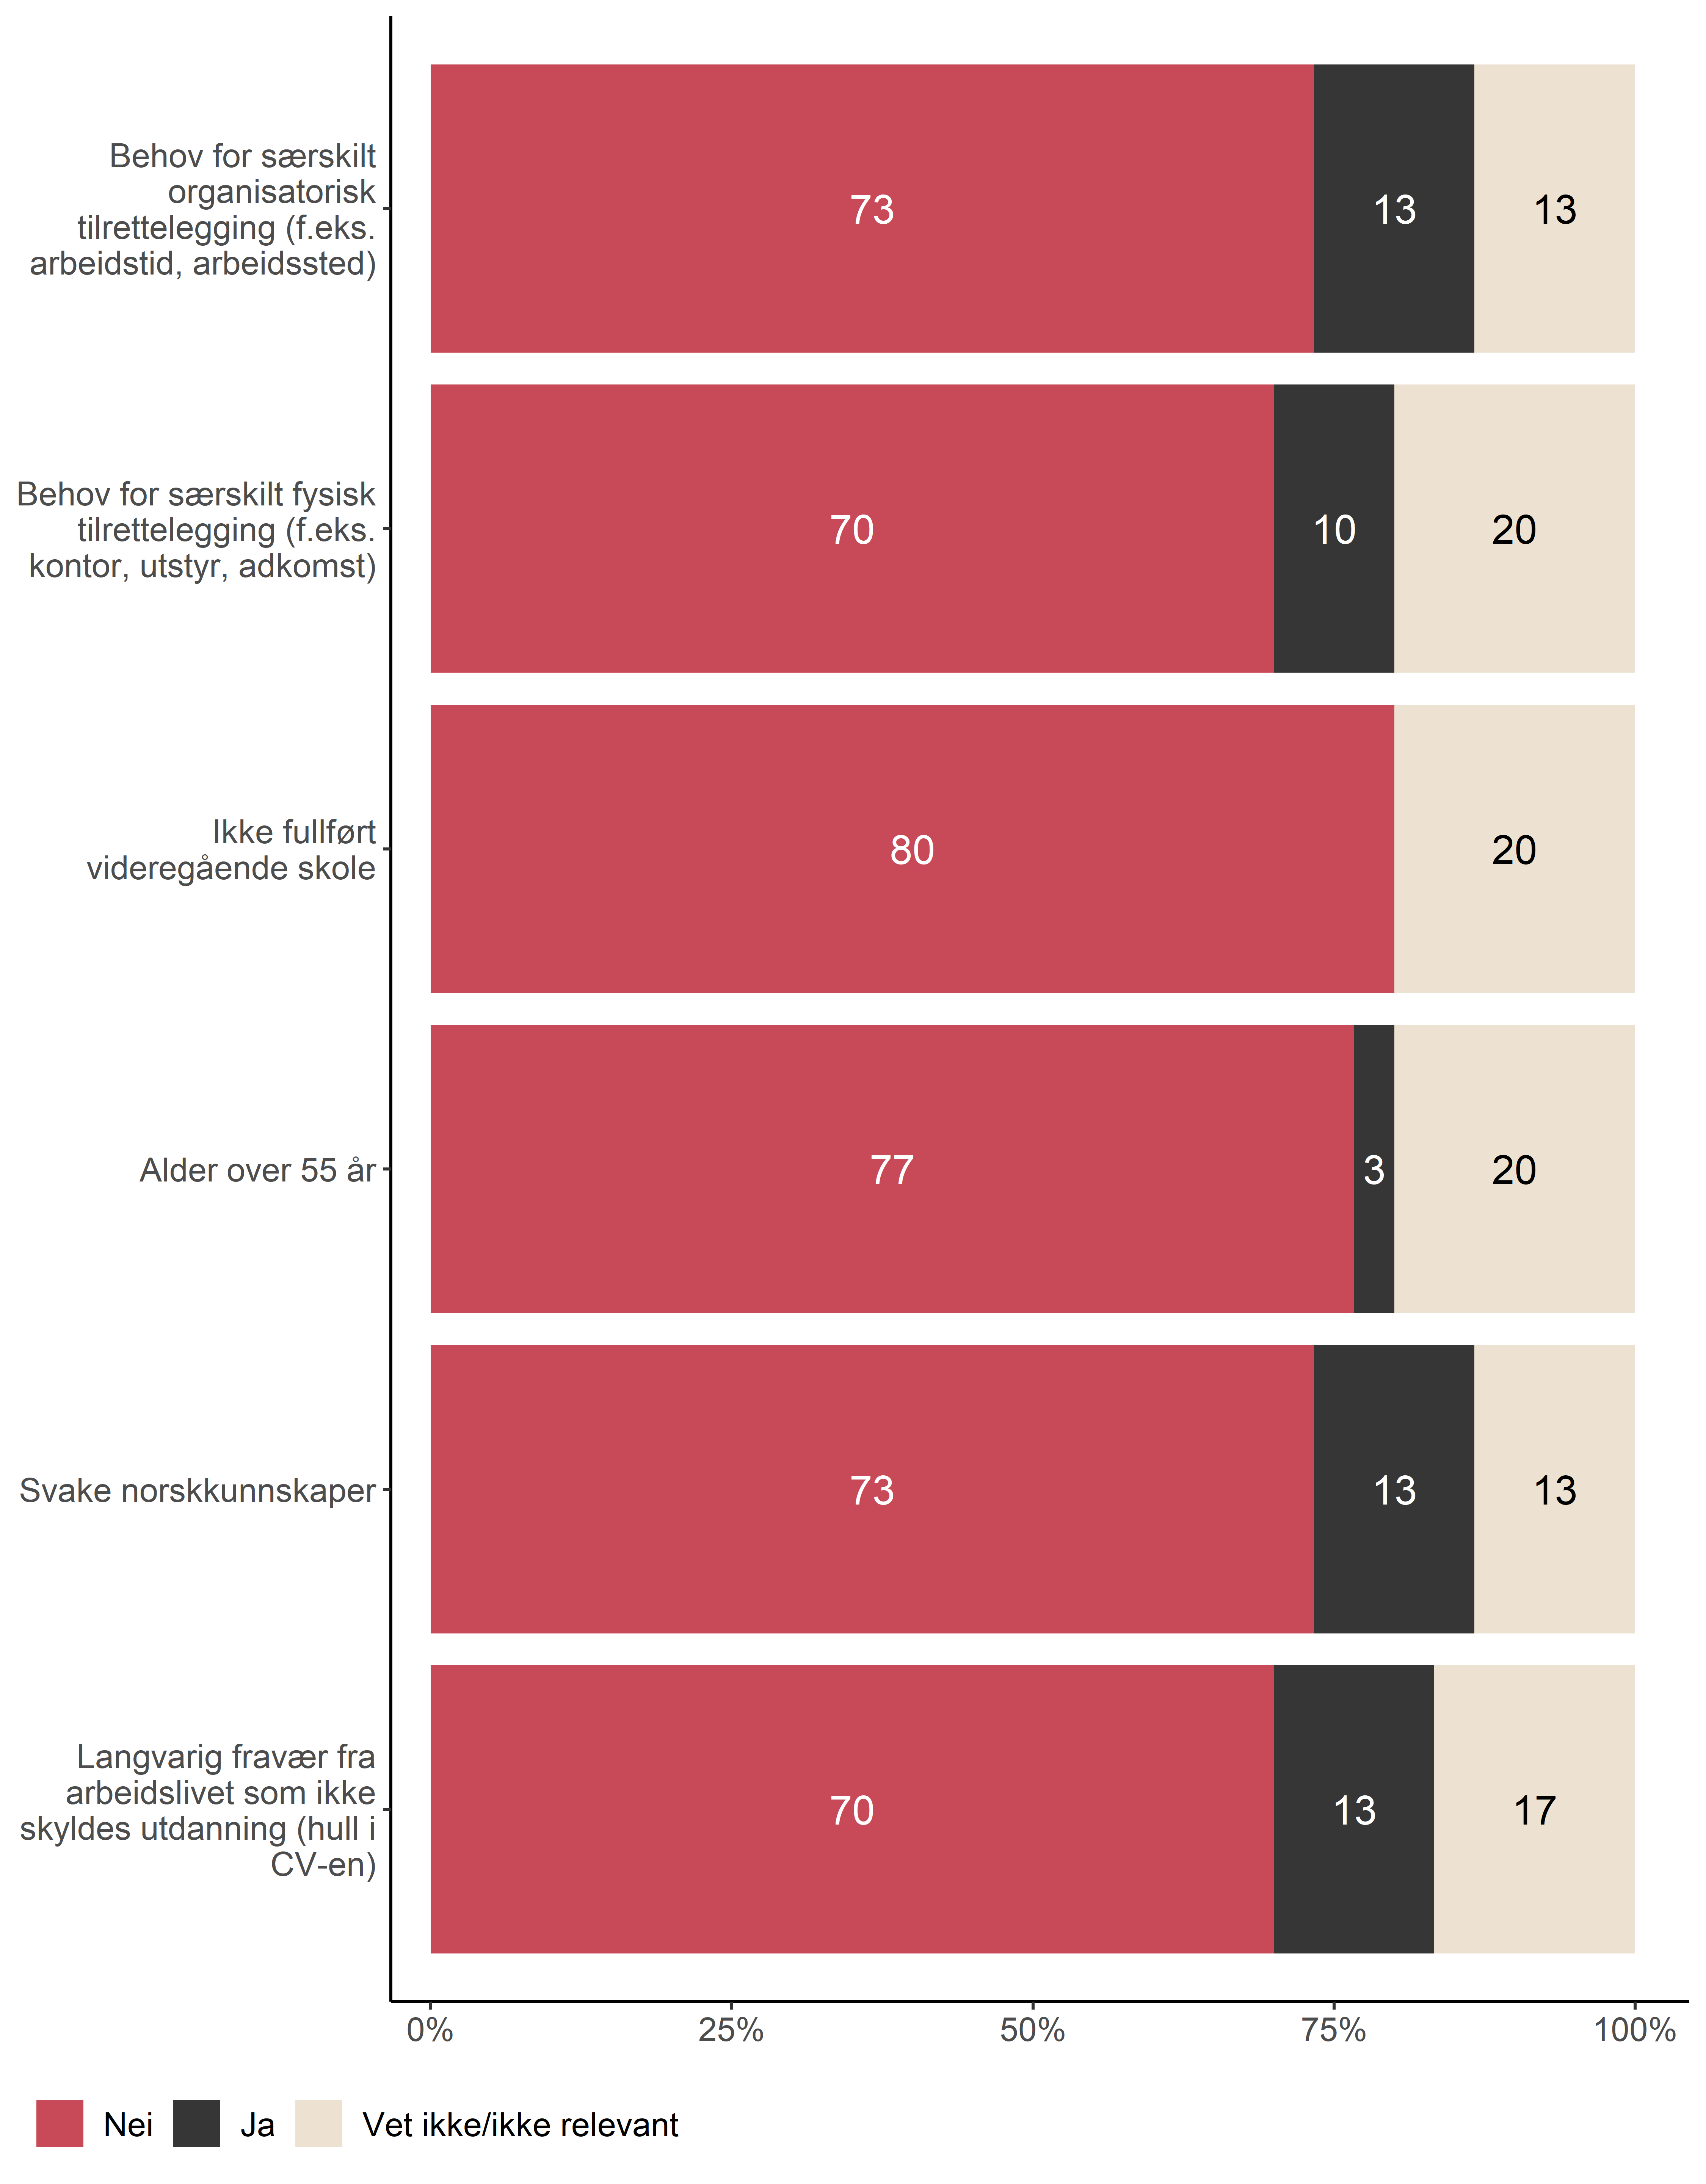 Behov for særskilt
organisatorisk
tilrettelegging (f.eks.
arbeidstid, arbeidssted)
73 13 13
Behov for særskilt fysisk
tilrettelegging (f.eks.
kontor, utstyr, adkomst)
70 10 20
Ikke fullført
videregående skole
80 20
Alder over 55 år
77 3 20
Svake norskkunnskaper
73 13 13
Langvarig fravær fra
arbeidslivet som ikke
skyldes utdanning (hull i
CV-en)
70 13 17
0% 25% 50% 75% 100%
Nei Ja Vet ikke/ikke relevant